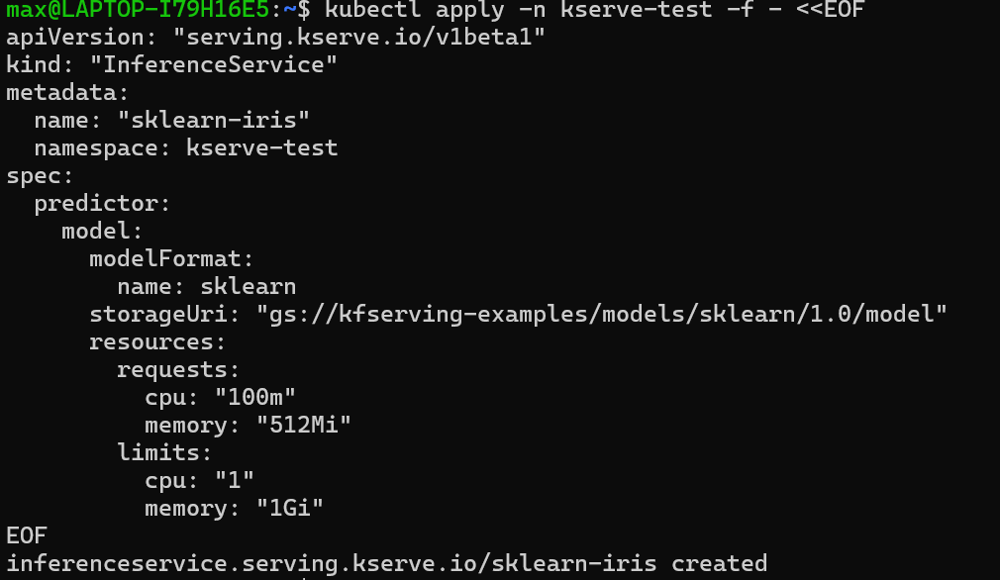 max@LAPTOP-I79H16E5:~$ kubectl apply -n kserve-test -f - <<EOF
apiVersion: "serving.kserve.io/v1beta1"
kind: "InferenceService"
metadata:
  name: "sklearn-iris"
  namespace: kserve-test
spec:
  predictor:
    model:
      modelFormat:
        name: sklearn
      storageUri: "gs://kfserving-examples/models/sklearn/1.0/model"
      resources:
        requests:
          cpu: "100m"
          memory: "512Mi"
        limits:
          cpu: "1"
          memory: "1Gi"
EOF
inferenceservice.serving.kserve.io/sklearn-iris created